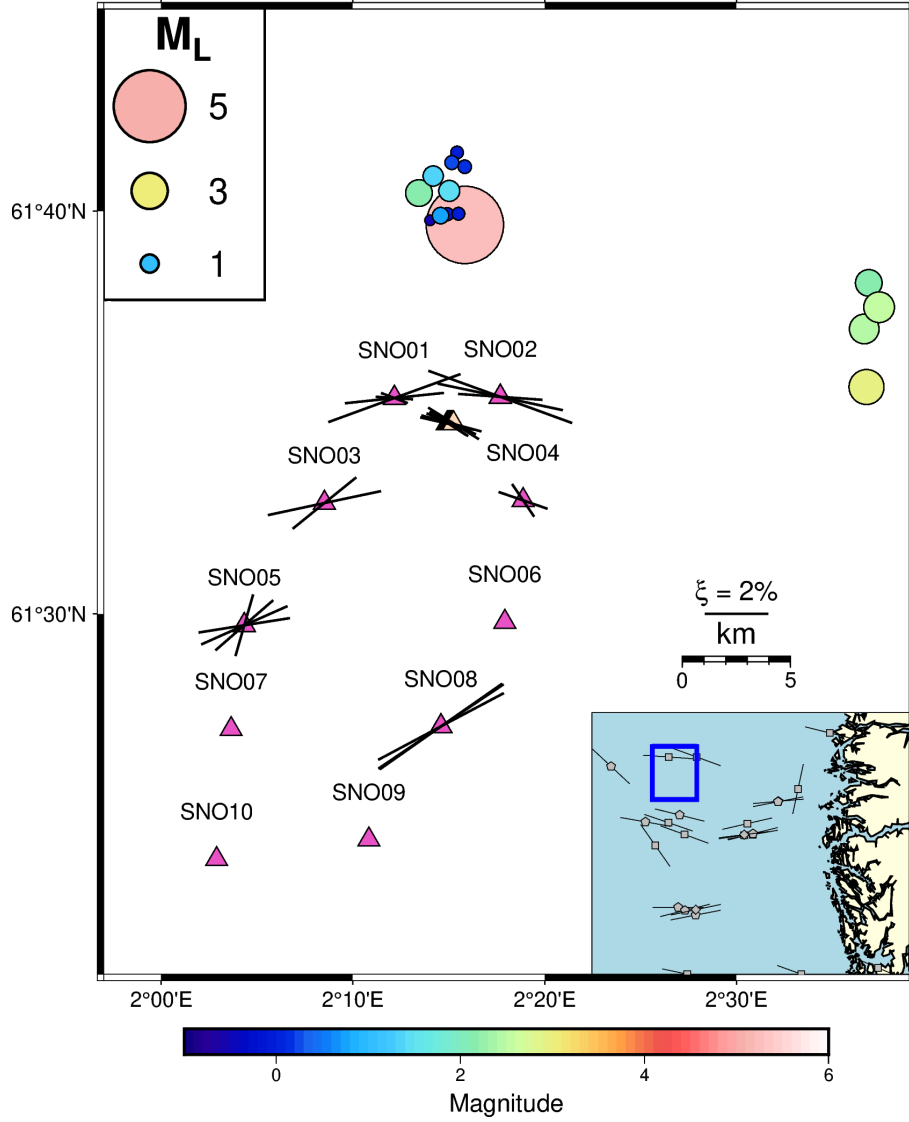 M_L
5
3
1
61°40'N
SNO01 SNO02
SNO03 SNO04
SNO05 SNO06
61°30'N
ξ = 2%
km
0 5
SNO07 SNO08
SNO09
SNO10
2°00'E 2°10'E 2°20'E 2°30'E
0 2 4 6
Magnitude